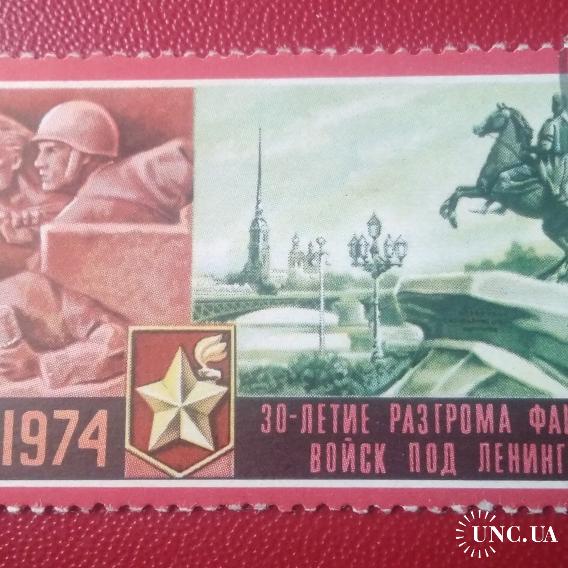 1974
30-ЛЕТИЕ РАЗГРОМА ФА
ВОЙСК ПОД ЛЕНИНГ
UNC.UA